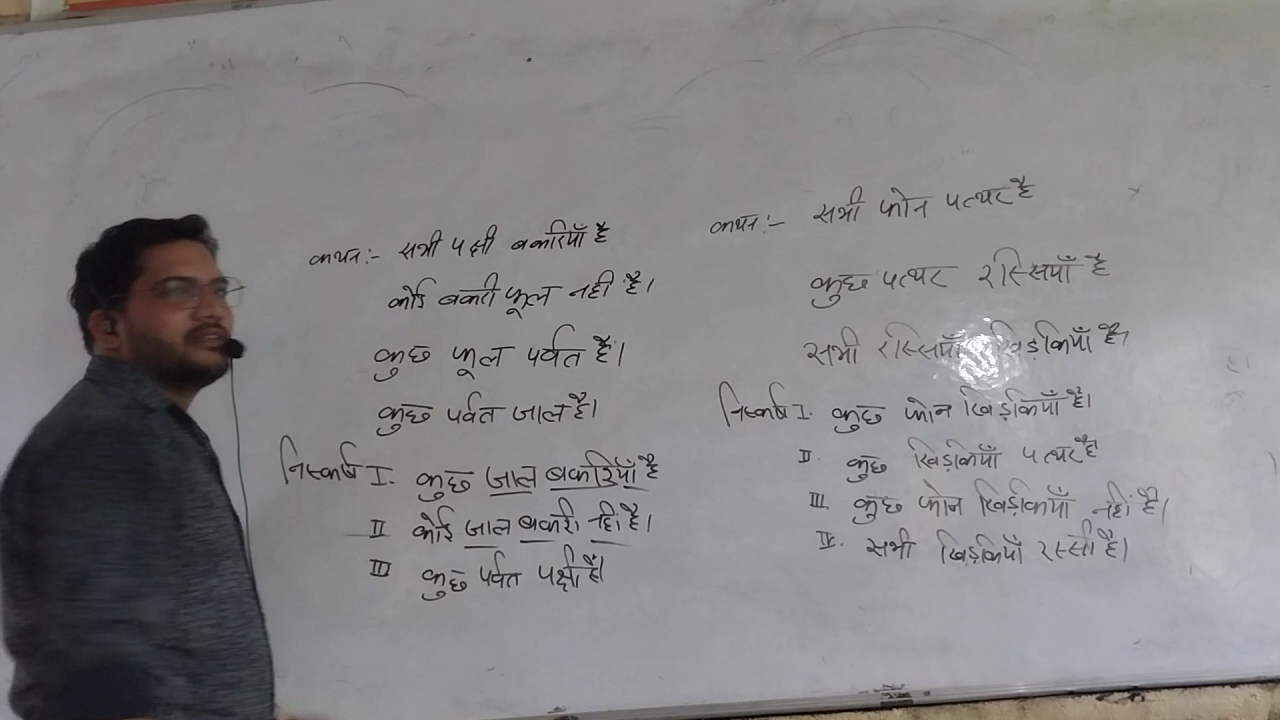 कथन:- सभी पक्षी बकरियाँ है
कोई बकरी फूल नही है।
कुछ फूल पर्वत है।
कुछ पर्वत जाल है।
निष्कर्ष I. कुछ जाल बकरियाँ है
II कोई जाल बकरी नहीं है।
III कुछ पर्वत पक्षी है।
कथन:- सभी फोन पत्थर है
कुछ पत्थर रस्सियाँ है
सभी रस्सियाँ खिड़कियाँ है।
निष्कर्ष I. कुछ फोन खिड़कियाँ है।
II. कुछ खिड़कियाँ पत्थर है।
III. कुछ फोन खिड़कियाँ नहीं है।
IV. सभी खिड़कियाँ रस्सी है।